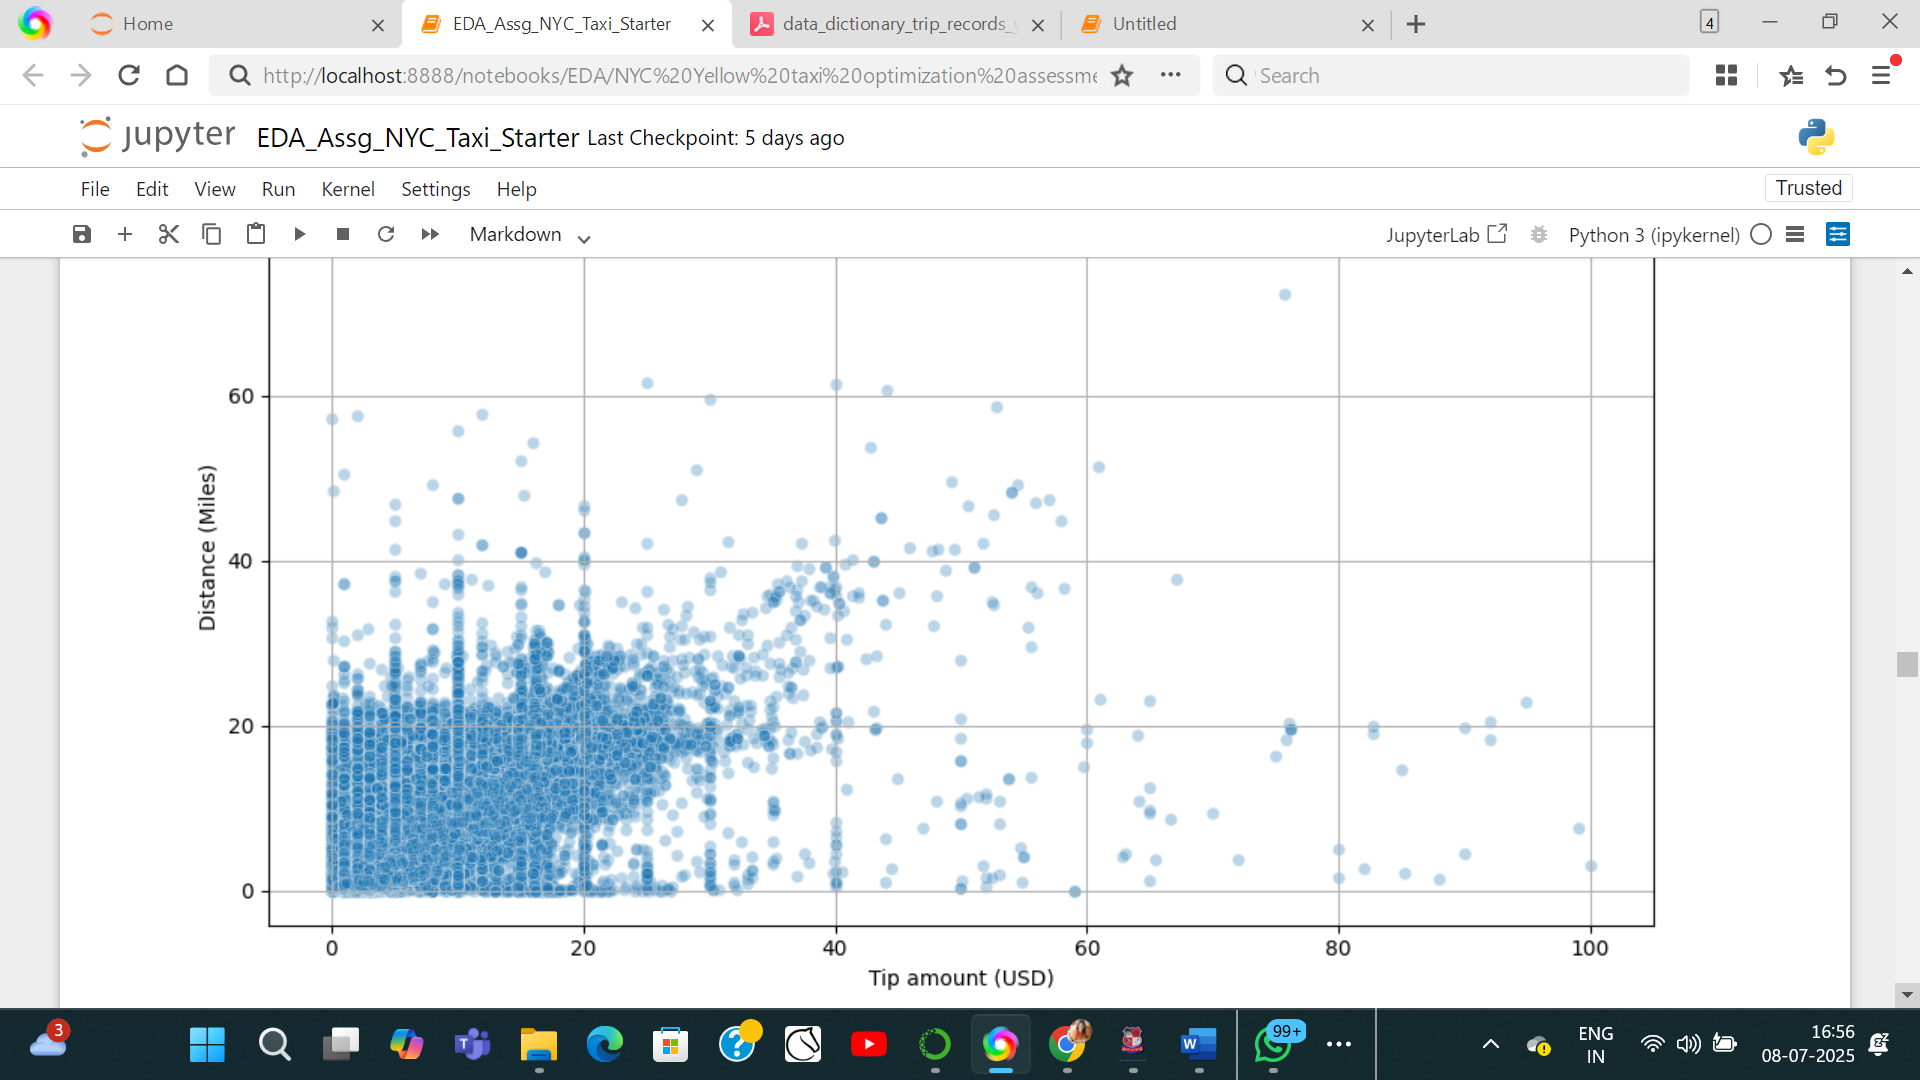 Home
EDA_Assg_NYC_Taxi_Starter
data_dictionary_trip_records_y
Untitled
4
http://localhost:8888/notebooks/EDA/NYC%20Yellow%20taxi%20optimization%20assessme
Search
jupyter EDA_Assg_NYC_Taxi_Starter Last Checkpoint: 5 days ago
File Edit View Run Kernel Settings Help
Trusted
Markdown
JupyterLab
Python 3 (ipykernel)
60
40
20
0
Distance (Miles)
0 20 40 60 80 100
Tip amount (USD)
3
99+
ENG
IN
16:56
08-07-2025